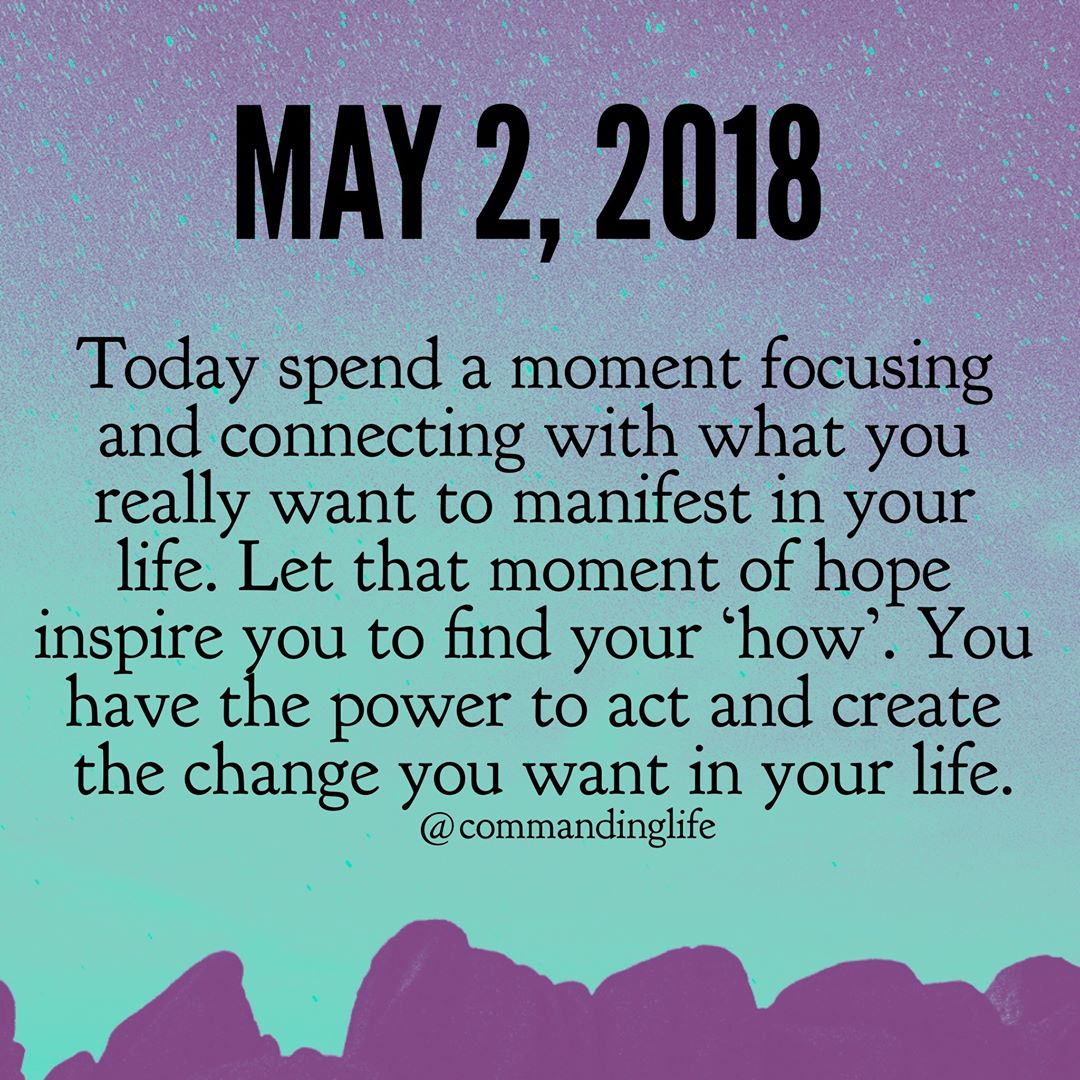 MAY 2, 2018
Today spend a moment focusing
and connecting with what you
really want to manifest in your
life. Let that moment of hope
inspire you to find your ‘how’. You
have the power to act and create
the change you want in your life.
@commandinglife